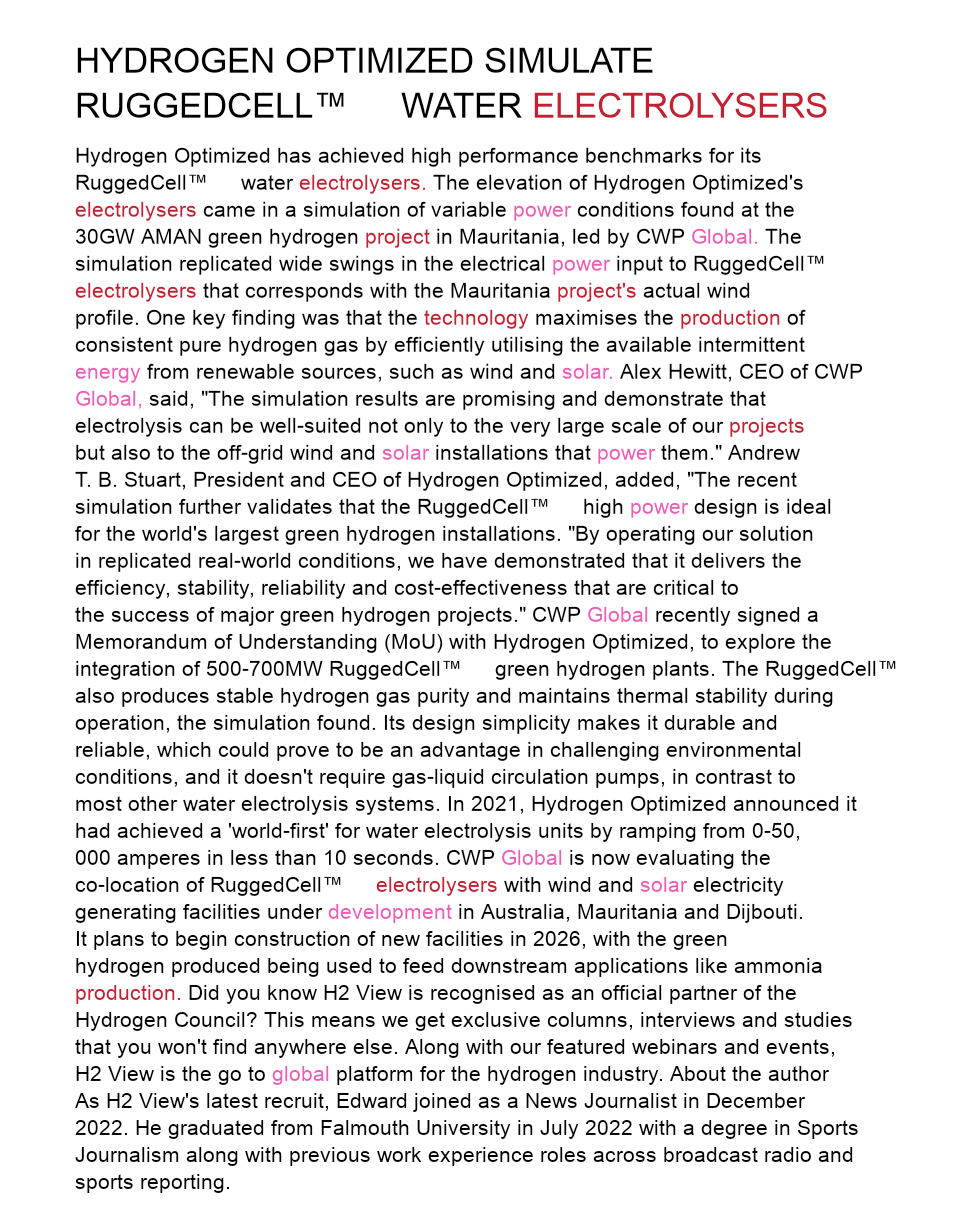 HYDROGEN OPTIMIZED SIMULATE
RUGGEDCELL™ WATER ELECTROLYSERS
Hydrogen Optimized has achieved high performance benchmarks for its
RuggedCell™ water electrolysers. The elevation of Hydrogen Optimized's
electrolysers came in a simulation of variable power conditions found at the
30GW AMAN green hydrogen project in Mauritania, led by CWP Global. The
simulation replicated wide swings in the electrical power input to RuggedCell™
electrolysers that corresponds with the Mauritania project's actual wind
profile. One key finding was that the technology maximises the production of
consistent pure hydrogen gas by efficiently utilising the available intermittent
energy from renewable sources, such as wind and solar. Alex Hewitt, CEO of CWP
Global, said, "The simulation results are promising and demonstrate that
electrolysis can be well-suited not only to the very large scale of our projects
but also to the off-grid wind and solar installations that power them." Andrew
T. B. Stuart, President and CEO of Hydrogen Optimized, added, "The recent
simulation further validates that the RuggedCell™ high power design is ideal
for the world's largest green hydrogen installations. "By operating our solution
in replicated real-world conditions, we have demonstrated that it delivers the
efficiency, stability, reliability and cost-effectiveness that are critical to
the success of major green hydrogen projects." CWP Global recently signed a
Memorandum of Understanding (MoU) with Hydrogen Optimized, to explore the
integration of 500-700MW RuggedCell™ green hydrogen plants. The RuggedCell™
also produces stable hydrogen gas purity and maintains thermal stability during
operation, the simulation found. Its design simplicity makes it durable and
reliable, which could prove to be an advantage in challenging environmental
conditions, and it doesn't require gas-liquid circulation pumps, in contrast to
most other water electrolysis systems. In 2021, Hydrogen Optimized announced it
had achieved a 'world-first' for water electrolysis units by ramping from 0-50,
000 amperes in less than 10 seconds. CWP Global is now evaluating the
co-location of RuggedCell™ electrolysers with wind and solar electricity
generating facilities under development in Australia, Mauritania and Dijbouti.
It plans to begin construction of new facilities in 2026, with the green
hydrogen produced being used to feed downstream applications like ammonia
production. Did you know H2 View is recognised as an official partner of the
Hydrogen Council? This means we get exclusive columns, interviews and studies
that you won't find anywhere else. Along with our featured webinars and events,
H2 View is the go to global platform for the hydrogen industry. About the author
As H2 View's latest recruit, Edward joined as a News Journalist in December
2022. He graduated from Falmouth University in July 2022 with a degree in Sports
Journalism along with previous work experience roles across broadcast radio and
sports reporting.